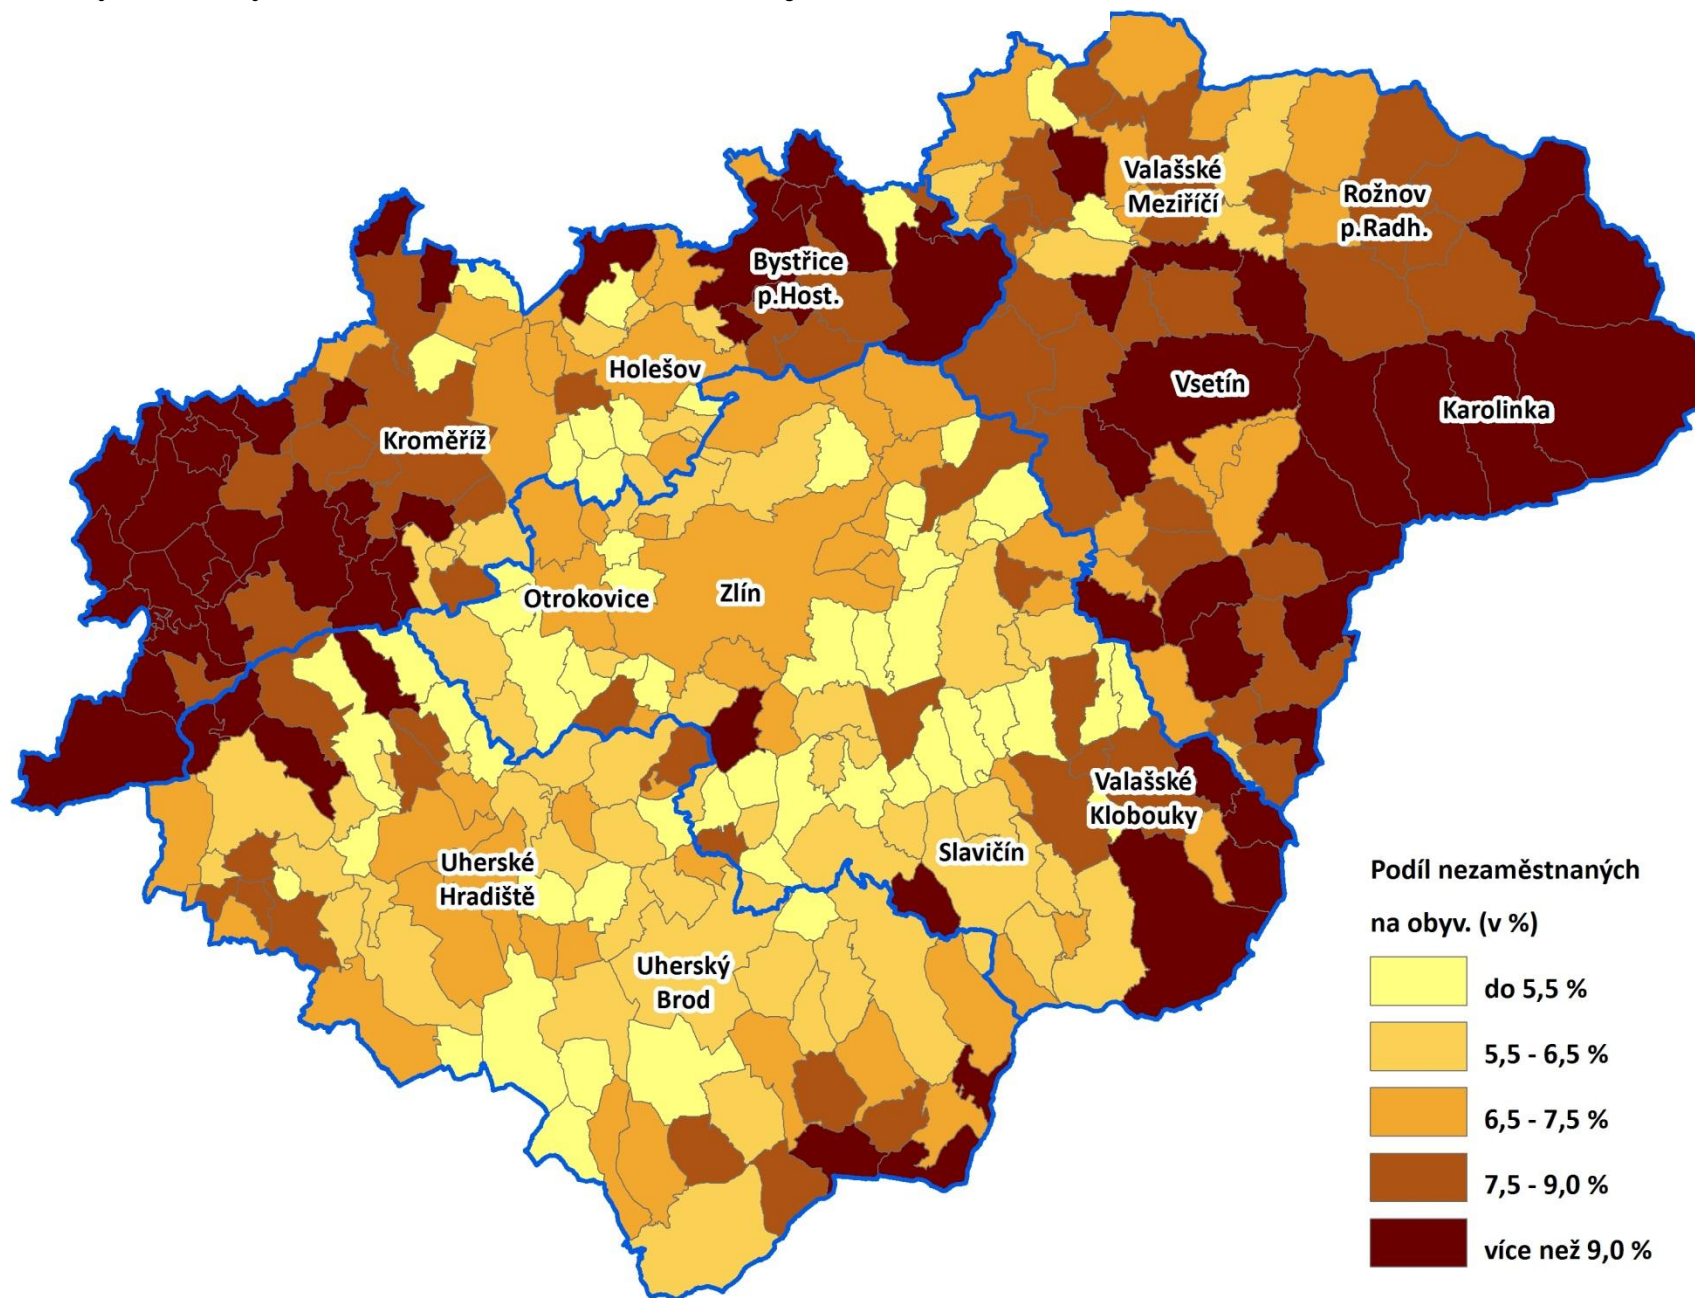 Valašské
Meziříčí
Rožnov
p.Radh.
Bystřice
p.Host.
Holešov
Vsetín
Karolinka
Kroměříž
Otrokovice
Zlín
Valašské
Klobouky
Slavičín
Uherské
Hradiště
Uherský
Brod
Podíl nezaměstnaných
na obyv. (v %)
do 5,5 %
5,5 - 6,5 %
6,5 - 7,5 %
7,5 - 9,0 %
více než 9,0 %